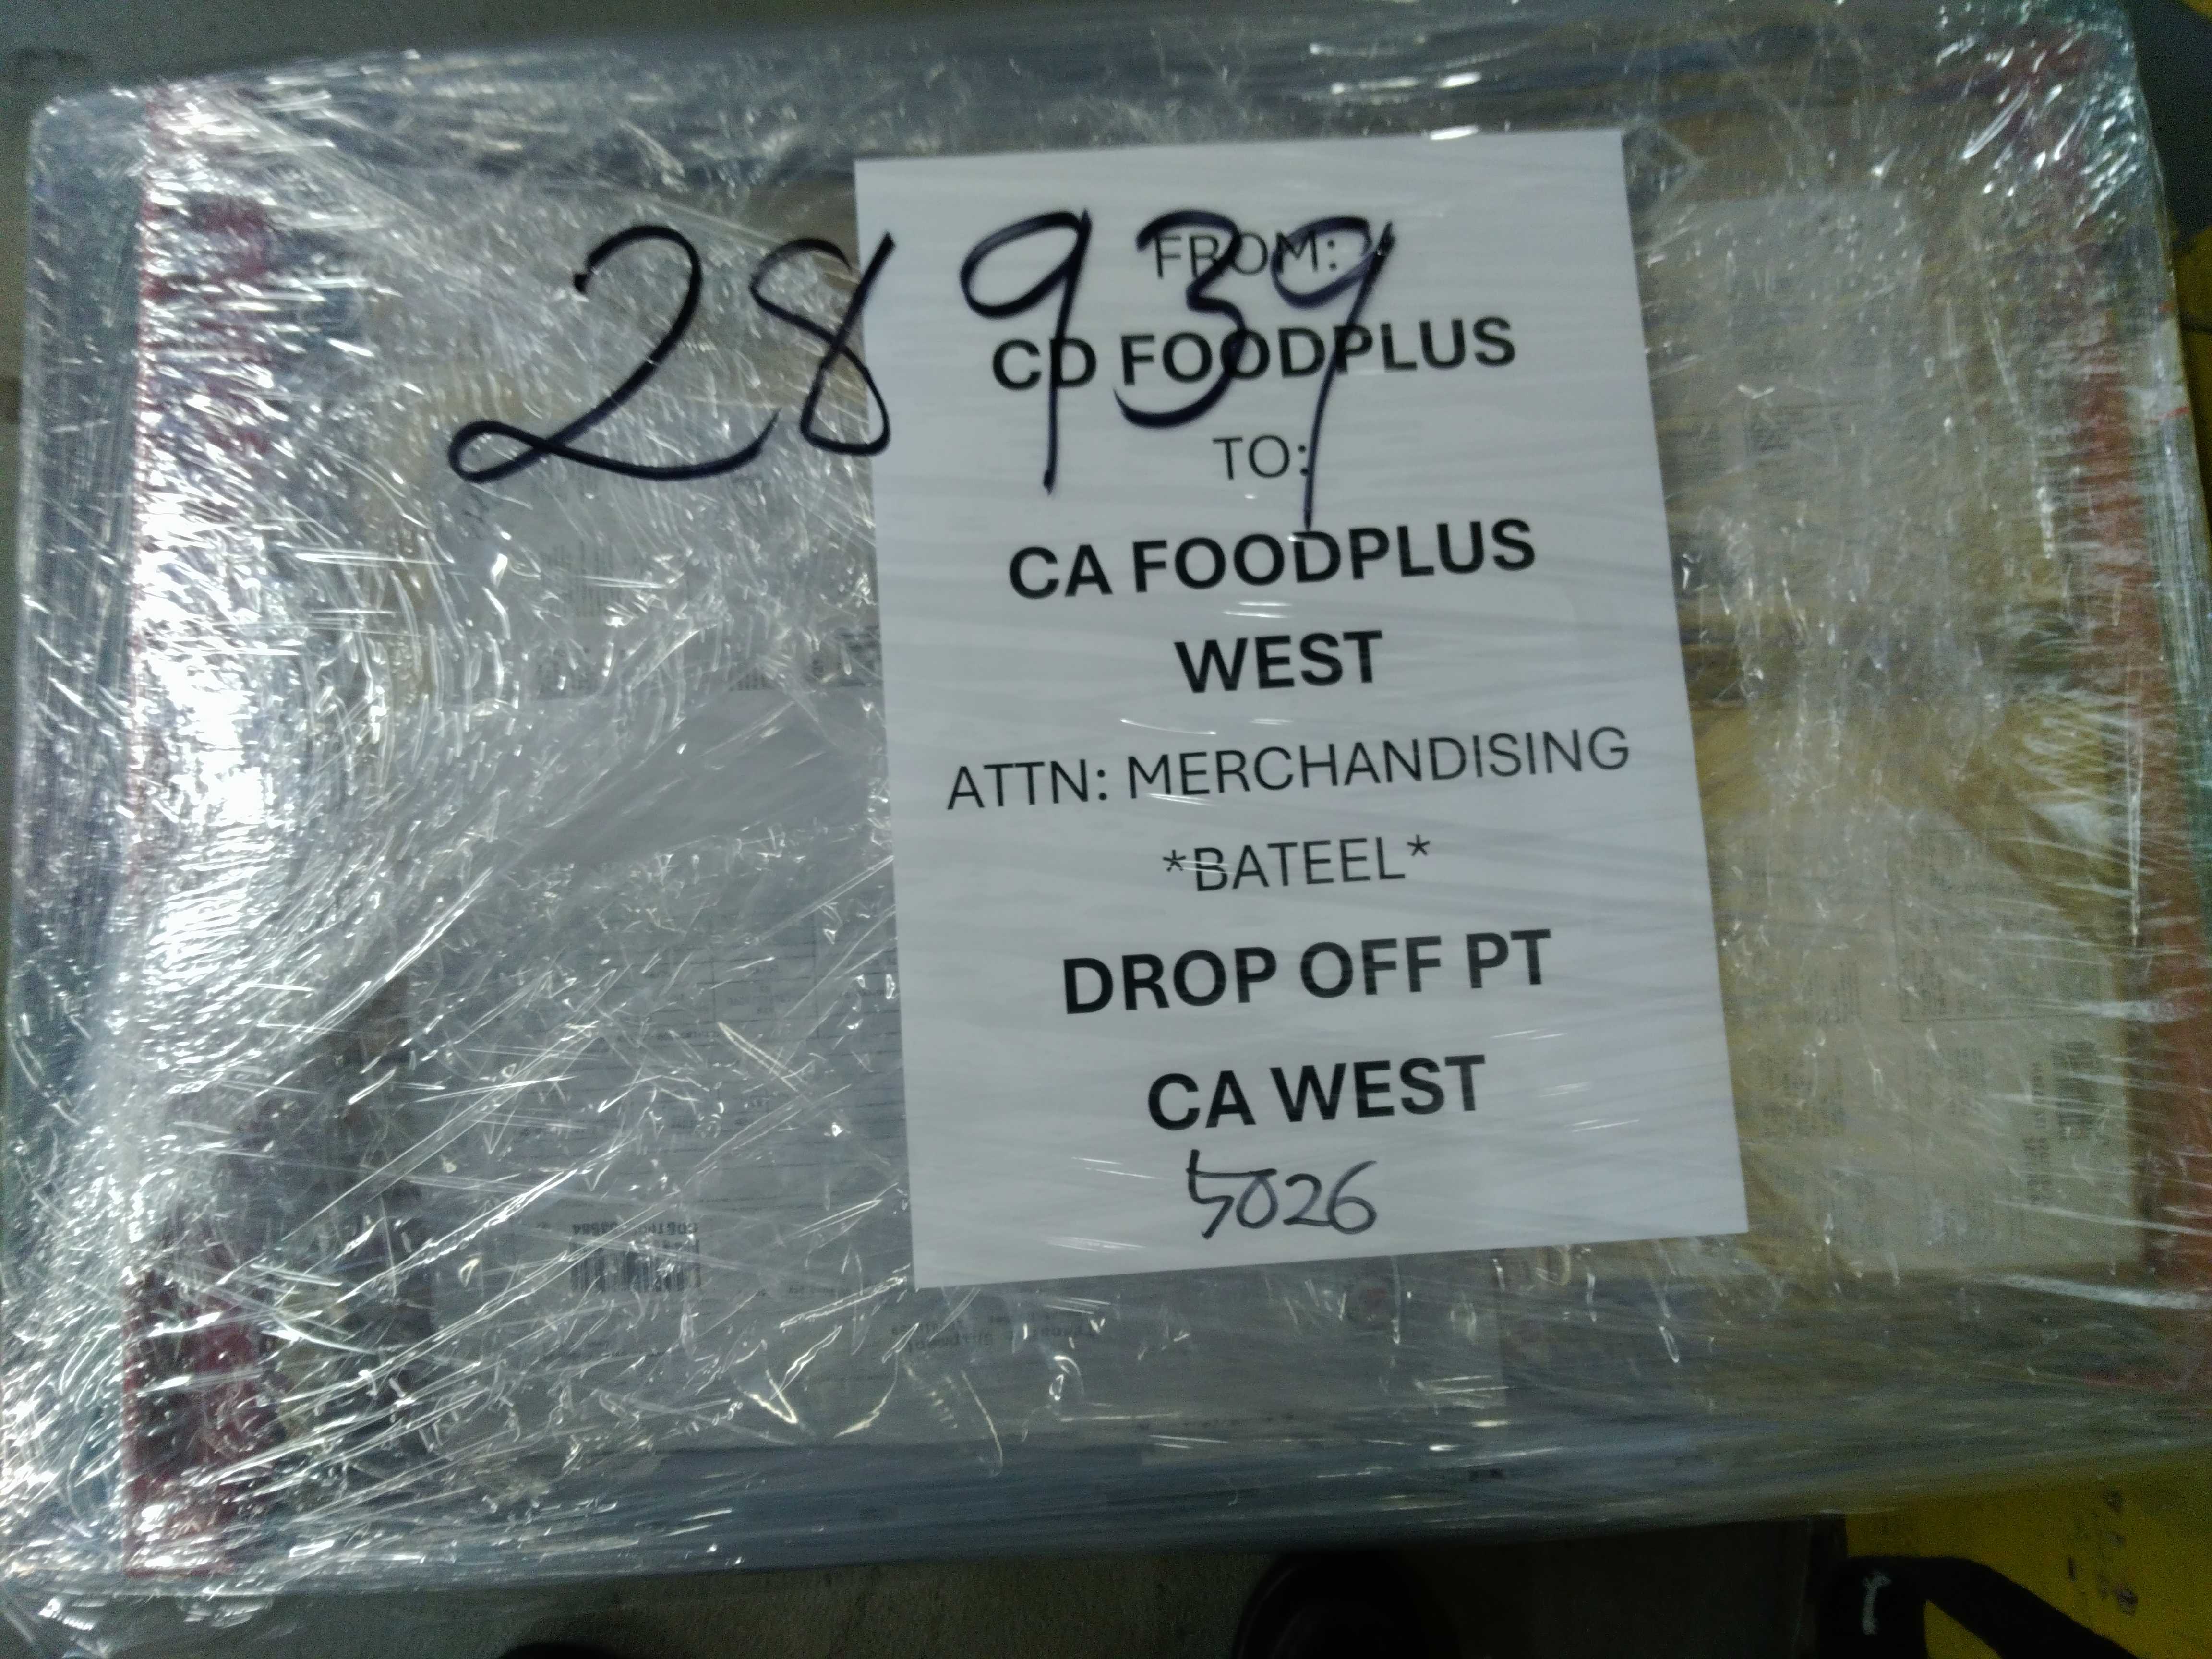 28939
FROM:
CD FOODPLUS
TO:
CA FOODPLUS
WEST
ATTN: MERCHANDISING
*BATEEL*
DROP OFF PT
CA WEST
5026